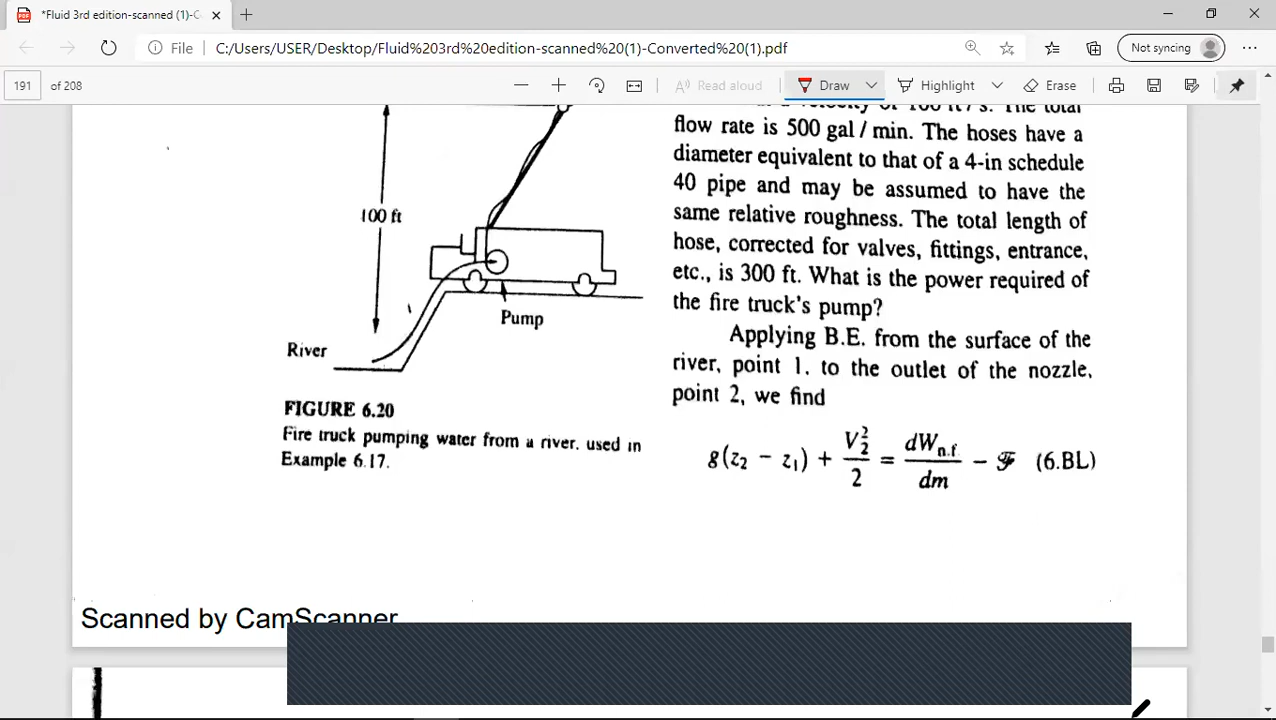 *Fluid 3rd edition-scanned (1)-C
File
C:/Users/USER/Desktop/Fluid%203rd%20edition-scanned%20(1)-Converted%20(1).pdf
Not syncing
191 of 208
Read aloud
Draw
Highlight
Erase
100 ft
River
Pump
FIGURE 6.20
Fire truck pumping water from a river, used in
Example 6.17.
velocity of 100 ft / s. The total
flow rate is 500 gal / min. The hoses have a
diameter equivalent to that of a 4-in schedule
40 pipe and may be assumed to have the
same relative roughness. The total length of
hose, corrected for valves, fittings, entrance,
etc., is 300 ft. What is the power required of
the fire truck's pump?
Applying B.E. from the surface of the
river, point 1, to the outlet of the nozzle,
point 2, we find
g(z₂ − z₁) + V₂²/2 = dWn.f./dm − ℱ (6.BL)
Scanned by CamScanner